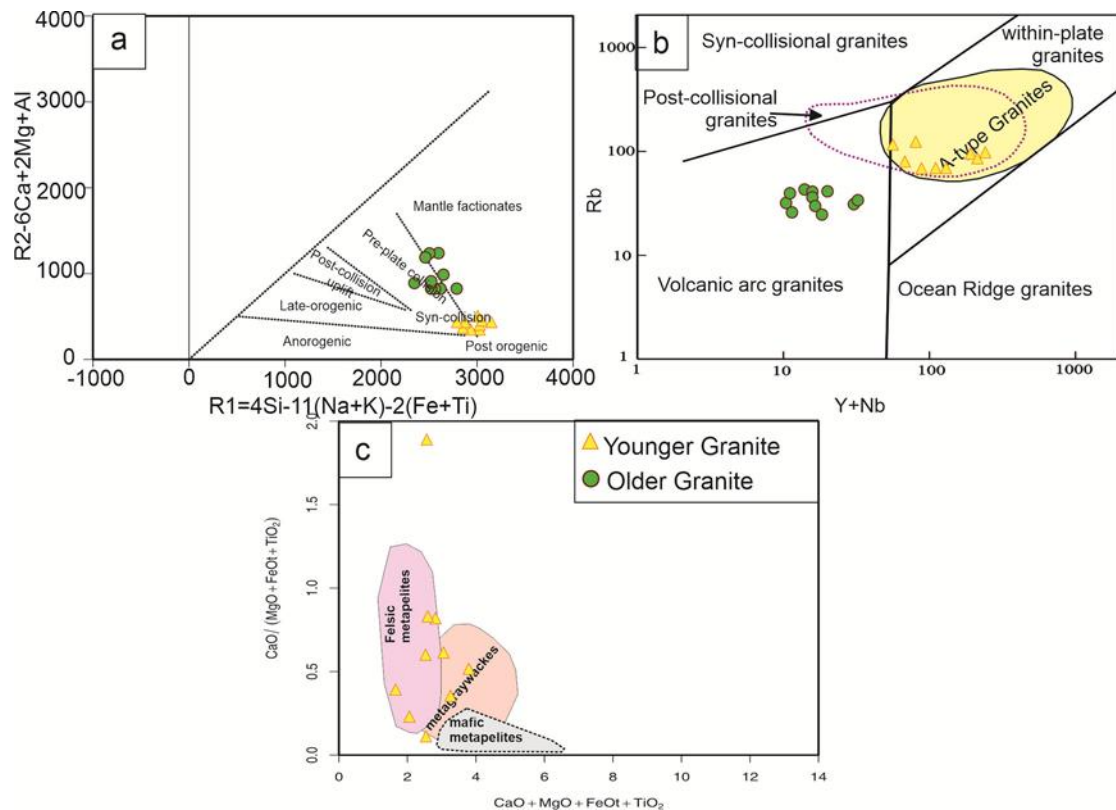 a
4000
3000
2000
1000
0
R2-6Ca+2Mg+Al
Mantle factionates
Pre-plate collision
Post-collision
uplift
Late-orogenic
Syn-collision
Anorogenic
Post orogenic
-1000
0
1000
2000
3000
4000
R1=4Si-11(Na+K)-2(Fe+Ti)
b
1000
100
10
1
Rb
Syn-collisional granites
within-plate
granites
Post-collisional
granites
A-type Granites
Volcanic arc granites
Ocean Ridge granites
1
10
100
1000
Y+Nb
c
2.0
1.5
1.0
0.5
0.0
CaO/ (MgO + FeOt + TiO2)
Younger Granite
Older Granite
Felsic
metapelites
metagraywackes
mafic
metapelites
0
2
4
6
8
10
12
14
CaO + MgO + FeOt + TiO2